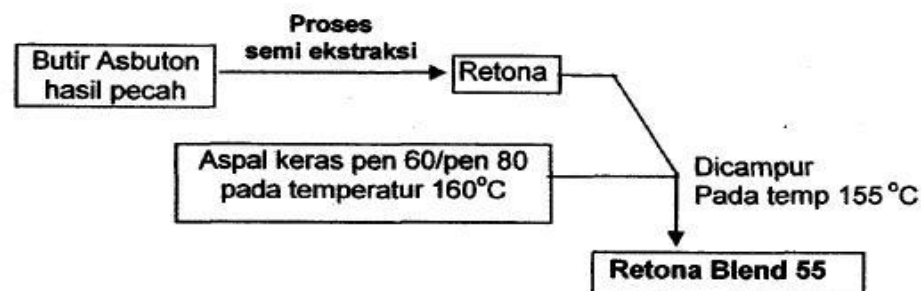 Proses
semi ekstraksi
Butir Asbuton
hasil pecah
Retona
Aspal keras pen 60/pen 80
pada temperatur 160°C
Dicampur
Pada temp 155 °C
Retona Blend 55